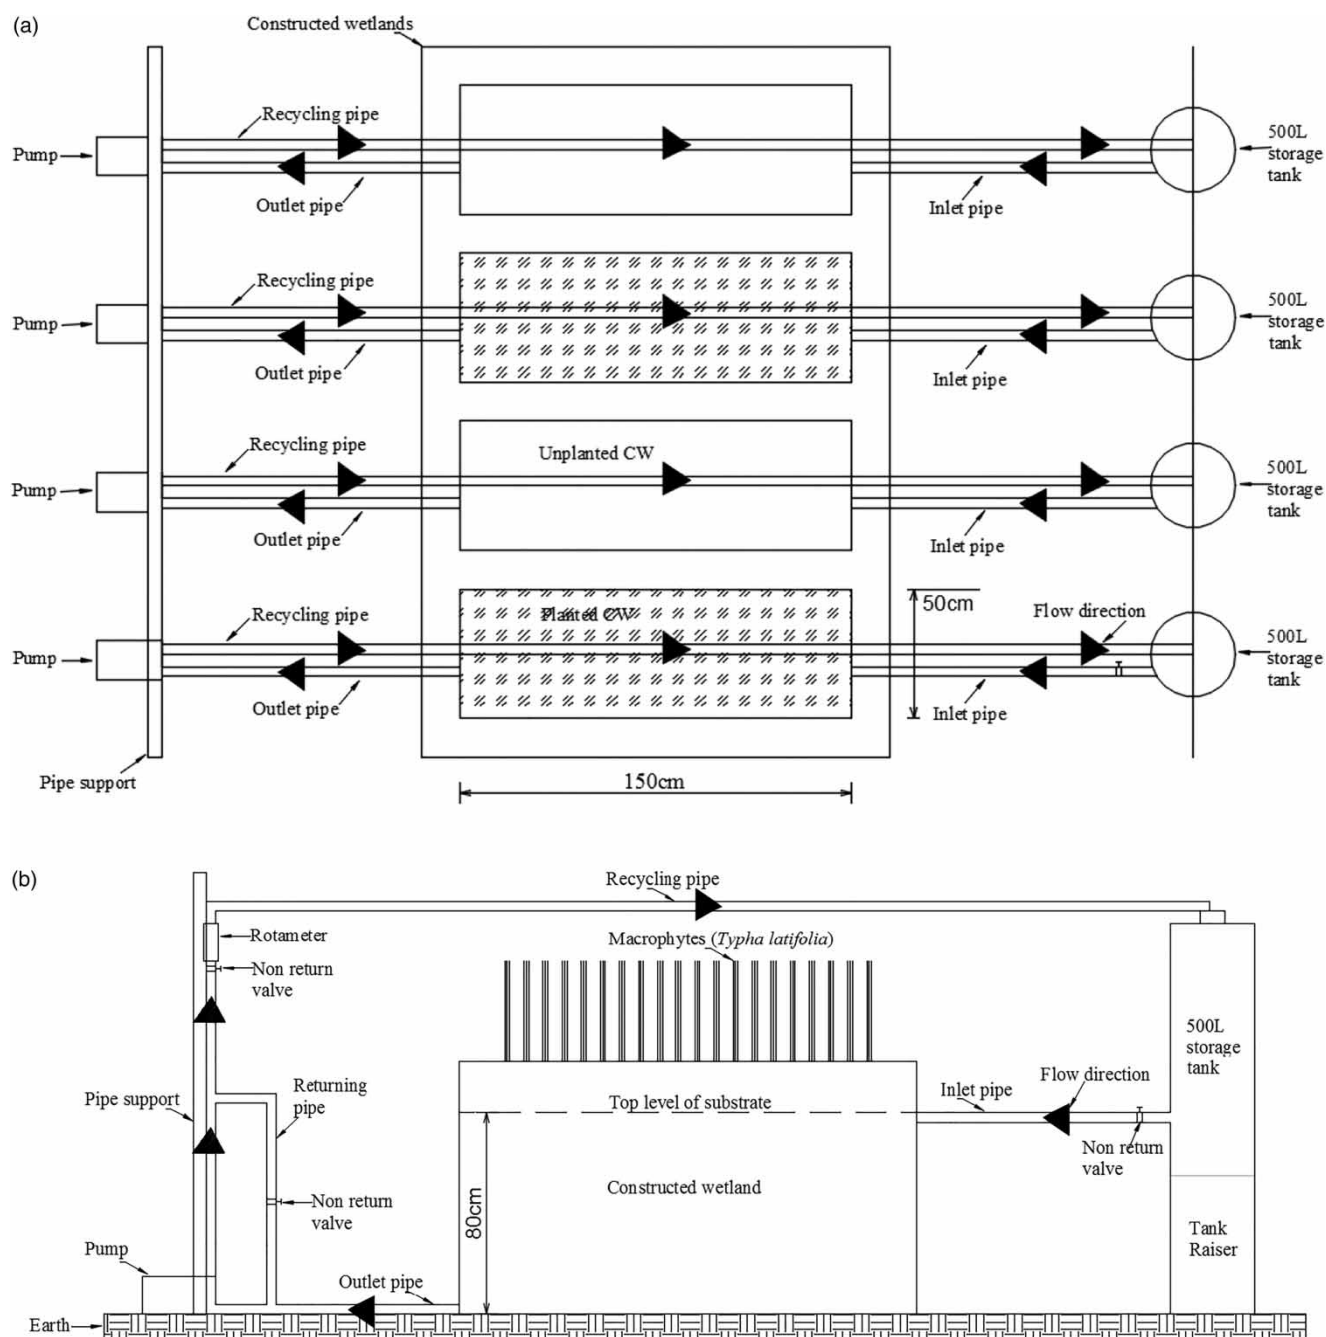 (a)
Constructed wetlands
Recycling pipe
Pump
Outlet pipe
Inlet pipe
500L
storage
tank
Recycling pipe
Pump
Outlet pipe
Inlet pipe
500L
storage
tank
Recycling pipe
Unplanted CW
Pump
Outlet pipe
Inlet pipe
500L
storage
tank
Recycling pipe
Planted CW
50cm
Flow direction
Pump
Outlet pipe
Inlet pipe
500L
storage
tank
Pipe support
150cm
(b)
Recycling pipe
Rotameter
Macrophytes (Typha latifolia)
Non return
valve
500L
storage
tank
Returning
pipe
Pipe support
Top level of substrate
Inlet pipe
Flow direction
Non return
valve
Constructed wetland
80cm
Non return
valve
Tank
Raiser
Pump
Outlet pipe
Earth